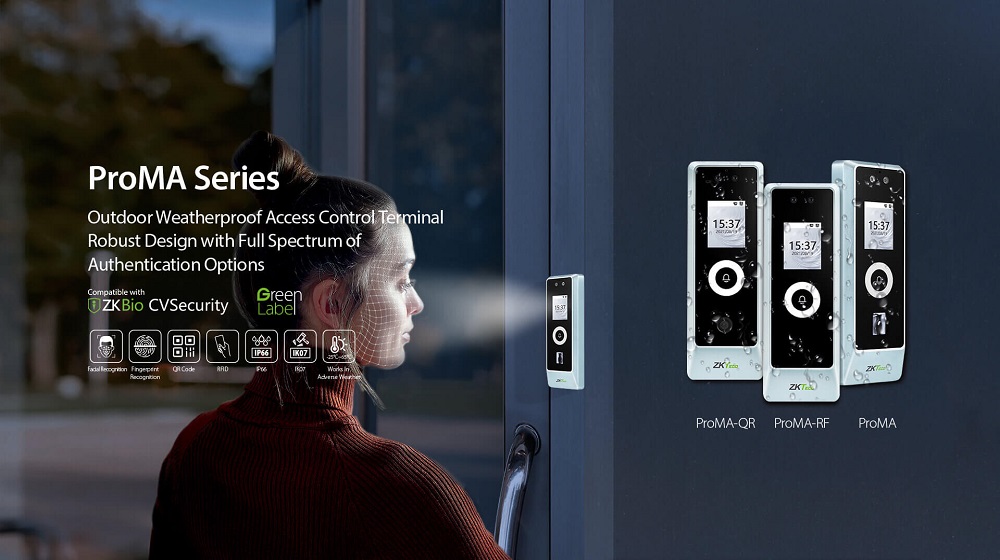 ProMA Series
Outdoor Weatherproof Access Control Terminal
Robust Design with Full Spectrum of
Authentication Options
Compatible with
ZKBio CVSecurity
Green
Label
IP66
IK07
Facial Recognition
Fingerprint
Recognition
QR Code
RFID
IP66
IK07
Works In
Adverse Weather
15:37
15:37
15:37
ZKTeco
ZKTeco
ZKTeco
ProMA-QR
ProMA-RF
ProMA